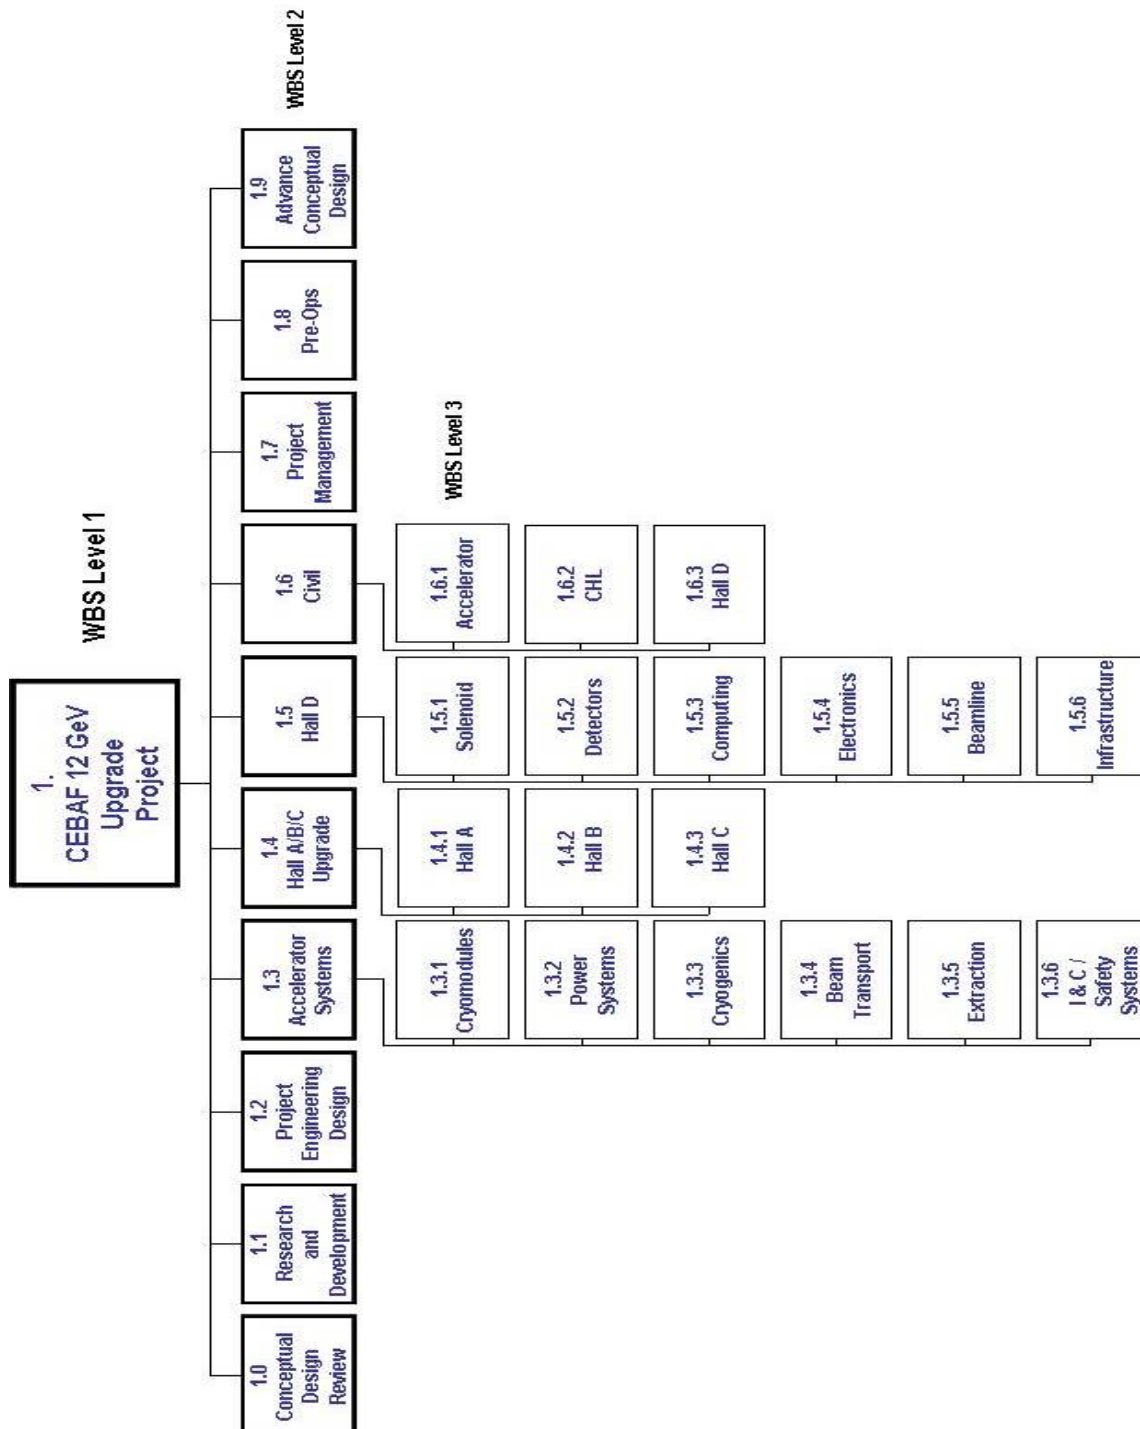 1.
CEBAF 12 GeV
Upgrade
Project
WBS Level 1
1.0
Conceptual
Design
Review
1.1
Research
and
Development
1.2
Project
Engineering
Design
1.3
Accelerator
Systems
1.4
Hall A/B/C
Upgrade
1.5
Hall D
1.6
Civil
1.7
Project
Management
1.8
Pre-Ops
1.9
Advance
Conceptual
Design
WBS Level 2
1.3.1
Cryomodules
1.4.1
Hall A
1.5.1
Solenoid
1.6.1
Accelerator
WBS Level 3
1.3.2
Power
Systems
1.4.2
Hall B
1.5.2
Detectors
1.6.2
CHL
1.3.3
Cryogenics
1.4.3
Hall C
1.5.3
Computing
1.6.3
Hall D
1.3.4
Beam
Transport
1.5.4
Electronics
1.3.5
Extraction
1.5.5
Beamline
1.3.6
I & C /
Safety
Systems
1.5.6
Infrastructure